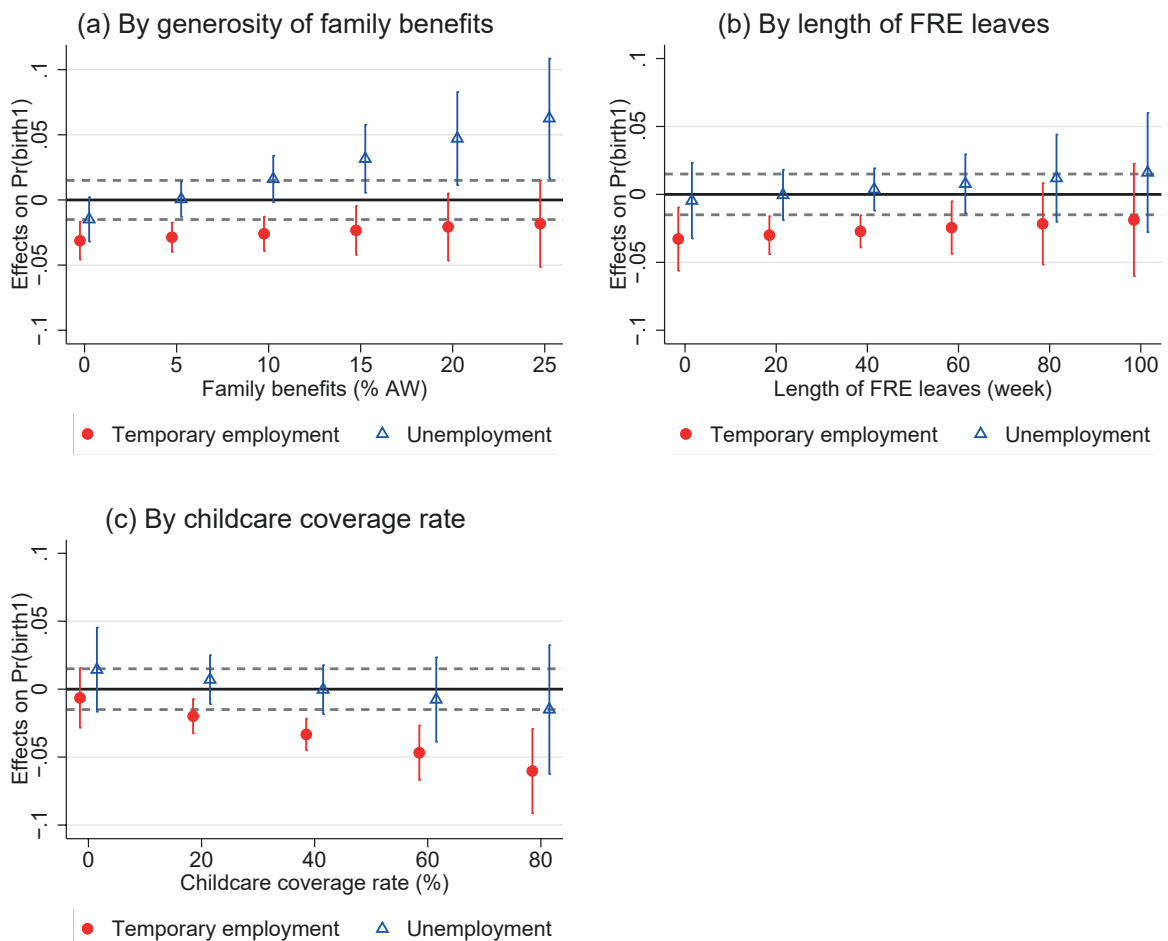 (a) By generosity of family benefits
Effects on Pr(birth1)
.1
.05
0
−.05
−.1
0 5 10 15 20 25
Family benefits (% AW)
Temporary employment Unemployment
(b) By length of FRE leaves
Effects on Pr(birth1)
.1
.05
0
−.05
−.1
0 20 40 60 80 100
Length of FRE leaves (week)
Temporary employment Unemployment
(c) By childcare coverage rate
Effects on Pr(birth1)
.1
.05
0
−.05
−.1
0 20 40 60 80
Childcare coverage rate (%)
Temporary employment Unemployment